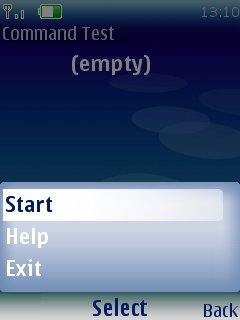 13:10
Command Test
(empty)
Start
Help
Exit
Select
Back